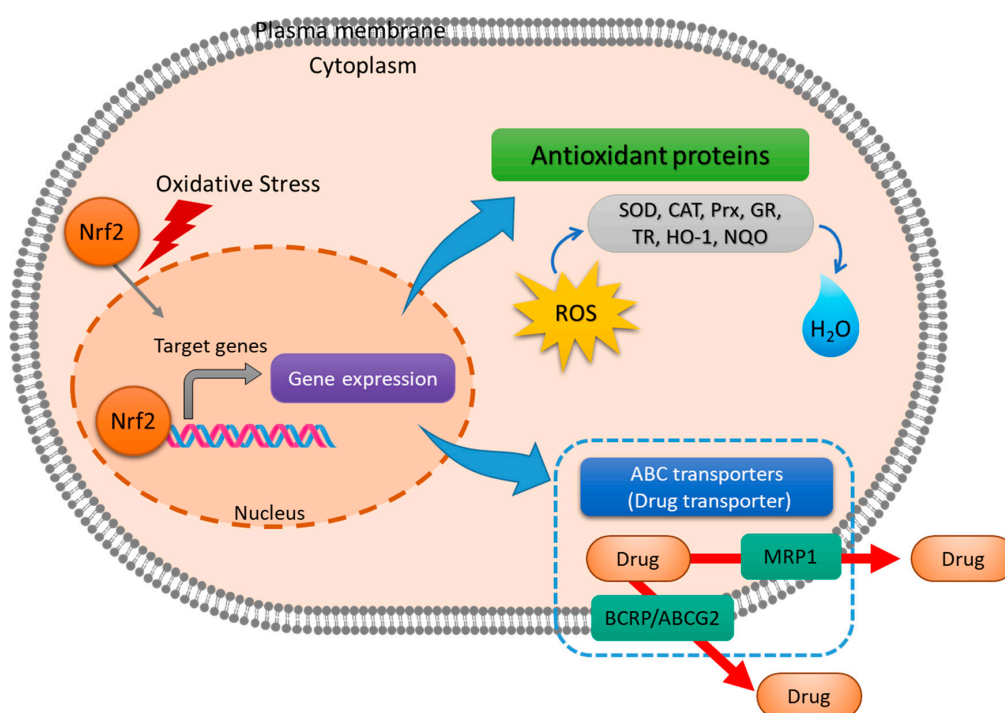 Plasma membrane
Cytoplasm
Antioxidant proteins
Oxidative Stress
SOD, CAT, Prx, GR,
TR, HO-1, NQO
Nrf2
ROS
H₂O
Target genes
Gene expression
Nrf2
Nucleus
ABC transporters
(Drug transporter)
Drug
MRP1
Drug
BCRP/ABCG2
Drug